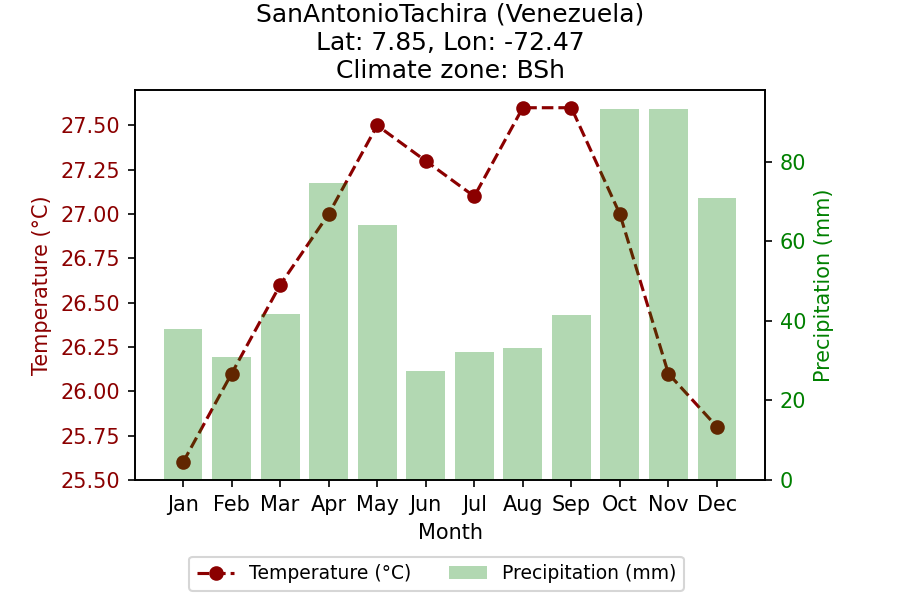 SanAntonioTachira (Venezuela)
Lat: 7.85, Lon: -72.47
Climate zone: BSh
Temperature (°C)
27.50
27.25
27.00
26.75
26.50
26.25
26.00
25.75
25.50
80
60
40
20
0
Precipitation (mm)
Jan Feb Mar Apr May Jun Jul Aug Sep Oct Nov Dec
Month
Temperature (°C) Precipitation (mm)